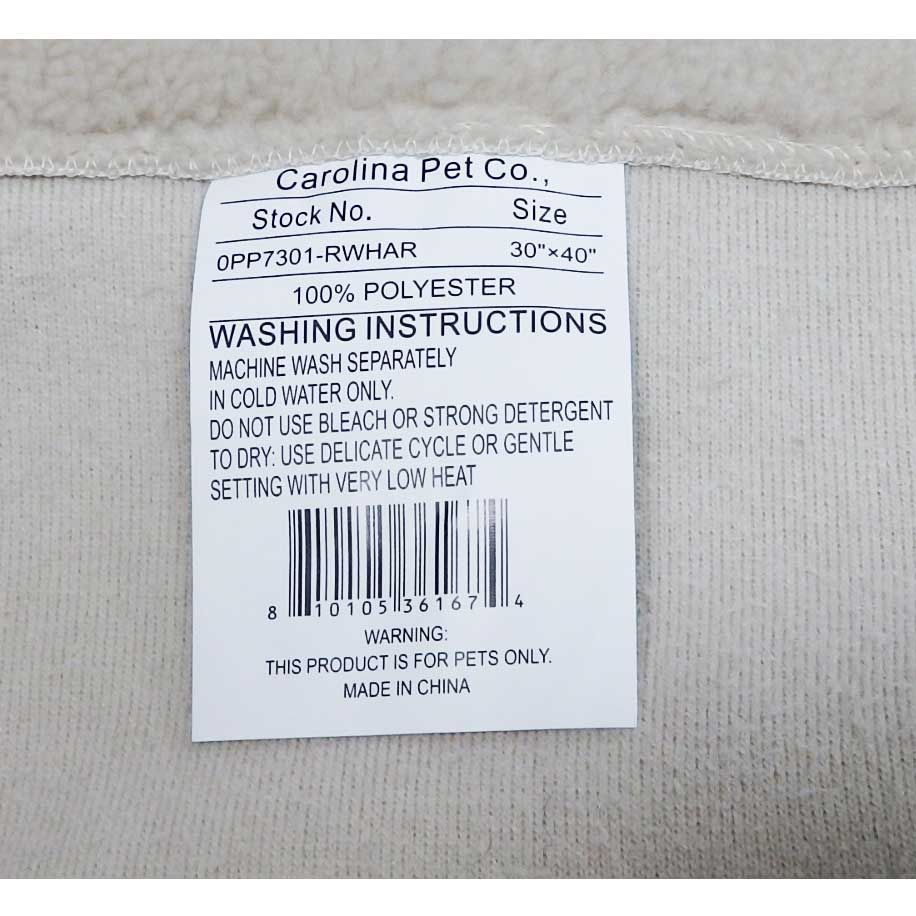 Carolina Pet Co.,
Stock No. Size
0PP7301-RWHAR 30"×40"
100% POLYESTER
WASHING INSTRUCTIONS
MACHINE WASH SEPARATELY
IN COLD WATER ONLY.
DO NOT USE BLEACH OR STRONG DETERGENT
TO DRY: USE DELICATE CYCLE OR GENTLE
SETTING WITH VERY LOW HEAT
8 10105 36167 4
WARNING:
THIS PRODUCT IS FOR PETS ONLY.
MADE IN CHINA